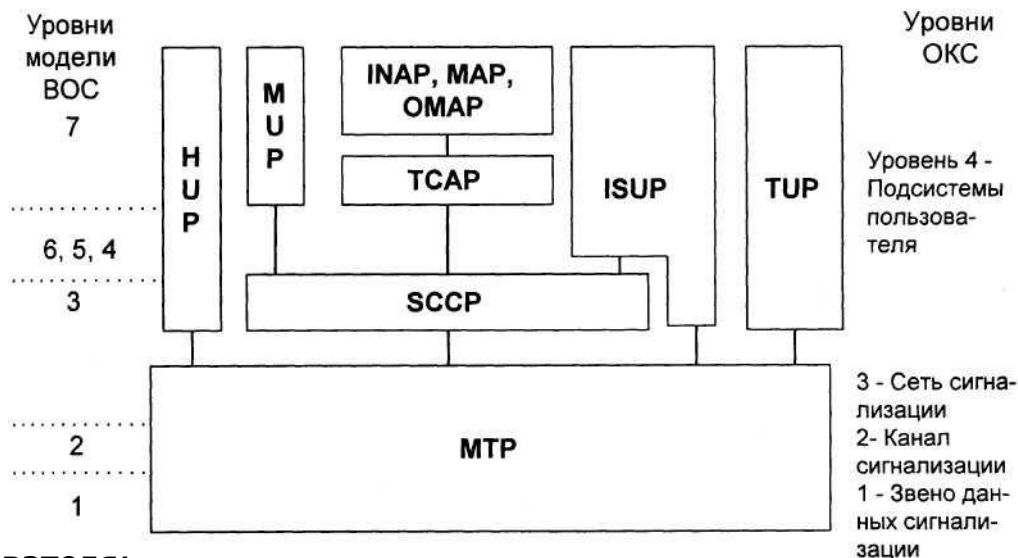 Уровни
модели
ВОС
7
6, 5, 4
3
2
1
H
U
P
M
U
P
INAP, MAP,
OMAP
TCAP
ISUP
TUP
SCCP
MTP
Уровни
ОКС
Уровень 4 -
Подсистемы
пользова-
теля
3 - Сеть сигна-
лизации
2- Канал
сигнализации
1 - Звено дан-
ных сигнали-
зации